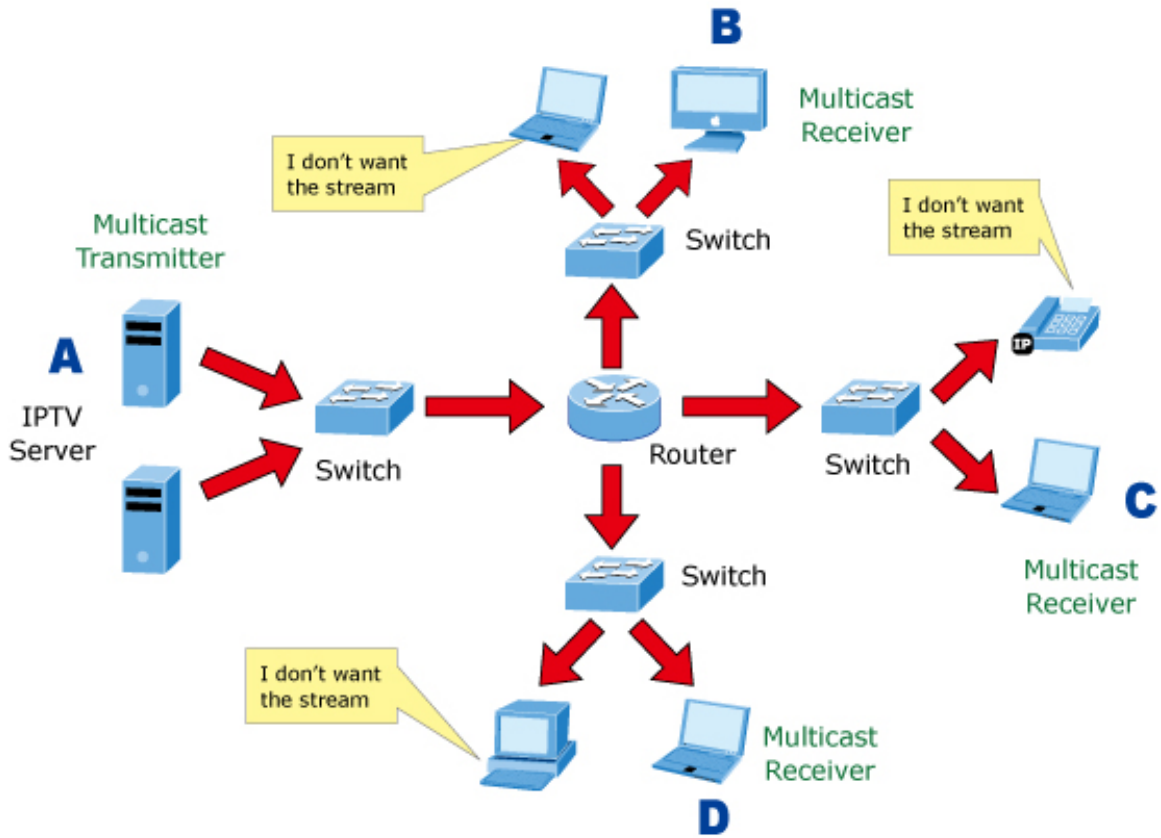 B
Multicast
Receiver
I don't want
the stream
Multicast
Transmitter
Switch
I don't want
the stream
A
IPTV
Server
IP
Switch
Router
Switch
C
Switch
Multicast
Receiver
I don't want
the stream
Multicast
Receiver
D